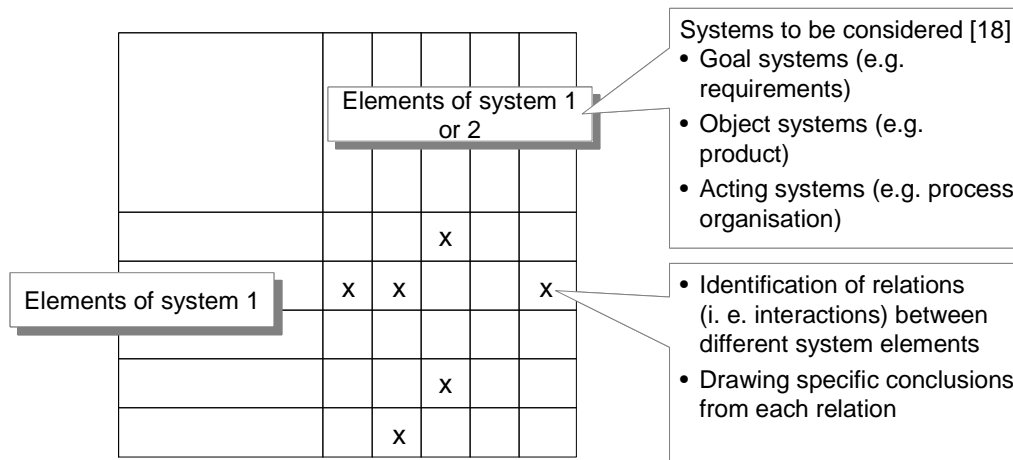 Systems to be considered [18]
• Goal systems (e.g.
requirements)
• Object systems (e.g.
product)
• Acting systems (e.g. process
organisation)
Elements of system 1
or 2
x
Elements of system 1
x x x
x
x
• Identification of relations
(i. e. interactions) between
different system elements
• Drawing specific conclusions
from each relation